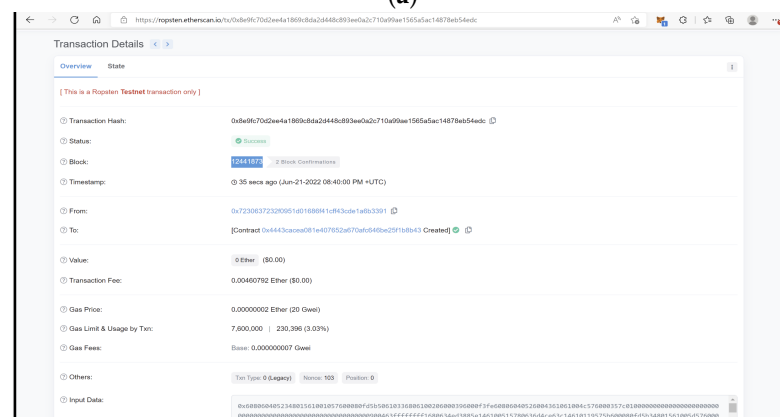 (a)
https://ropsten.etherscan.io/tx/0x8e9fc70d2ee4a1869c8da2d448c893ee0a2c710a99ae1565a5ac14878eb54edc
Transaction Details
Overview State
[ This is a Ropsten Testnet transaction only ]
Transaction Hash: 0x8e9fc70d2ee4a1869c8da2d448c893ee0a2c710a99ae1565a5ac14878eb54edc
Status: Success
Block: 12441873 2 Block Confirmations
Timestamp: 35 secs ago (Jun-21-2022 08:40:00 PM +UTC)
From: 0x7230637232f0951d01686f41cff43cde1a6b3391
To: [Contract 0x4443cacea081e407652a670afc646be25f1b8b43 Created]
Value: 0 Ether ($0.00)
Transaction Fee: 0.00460792 Ether ($0.00)
Gas Price: 0.00000002 Ether (20 Gwei)
Gas Limit & Usage by Txn: 7,600,000 | 230,396 (3.03%)
Gas Fees: Base: 0.000000007 Gwei
Others: Txn Type: 0 (Legacy) Nonce: 103 Position: 0
Input Data: